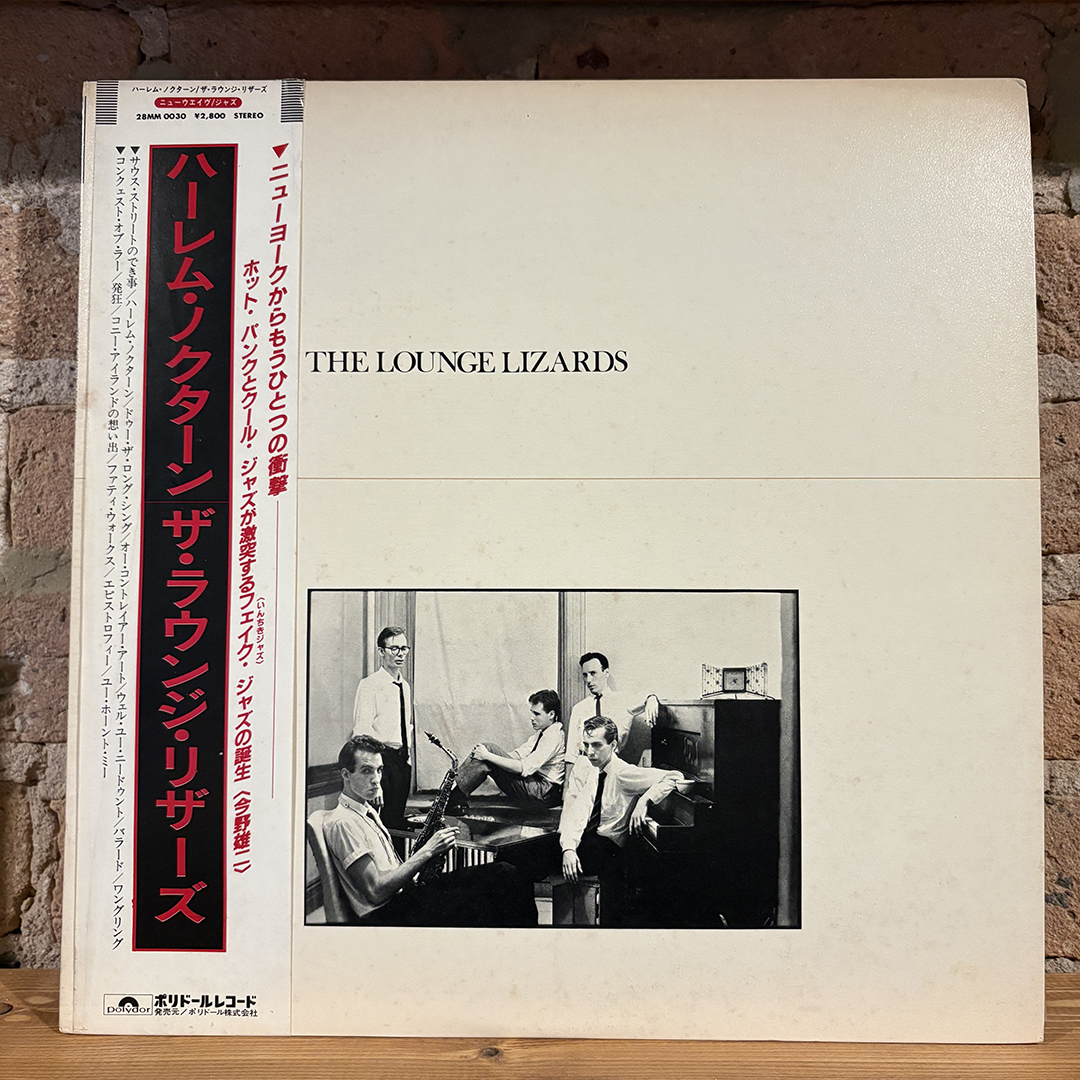 ハーレム・ノクターン/ザ・ラウンジ・リザーズ
ニューウエイヴ/ジャズ
28MM 0030 ¥2,800 STEREO
▼ニューヨークからもうひとつの衝撃
ホット・パンクとクール・ジャズが激突するフェイク・ジャズの誕生〈今野雄二〉
(いんちきジャズ)
ハーレム・ノクターン ザ・ラウンジ・リザーズ
▼サウス・ストリートのでき事/ハーレム・ノクターン/ドゥー・ザ・ロング・シング/オー・コントレイアー・アート/ウェル・ユー・ニードゥント/バラード/ワングリング
▼コンクェスト・オブ・ラー/発狂/コニー・アイランドの想い出/ファティ・ウォークス/エピストロフィー/ユー・ホーント・ミー
polydor ポリドールレコード
発売元/ポリドール株式会社
THE LOUNGE LIZARDS